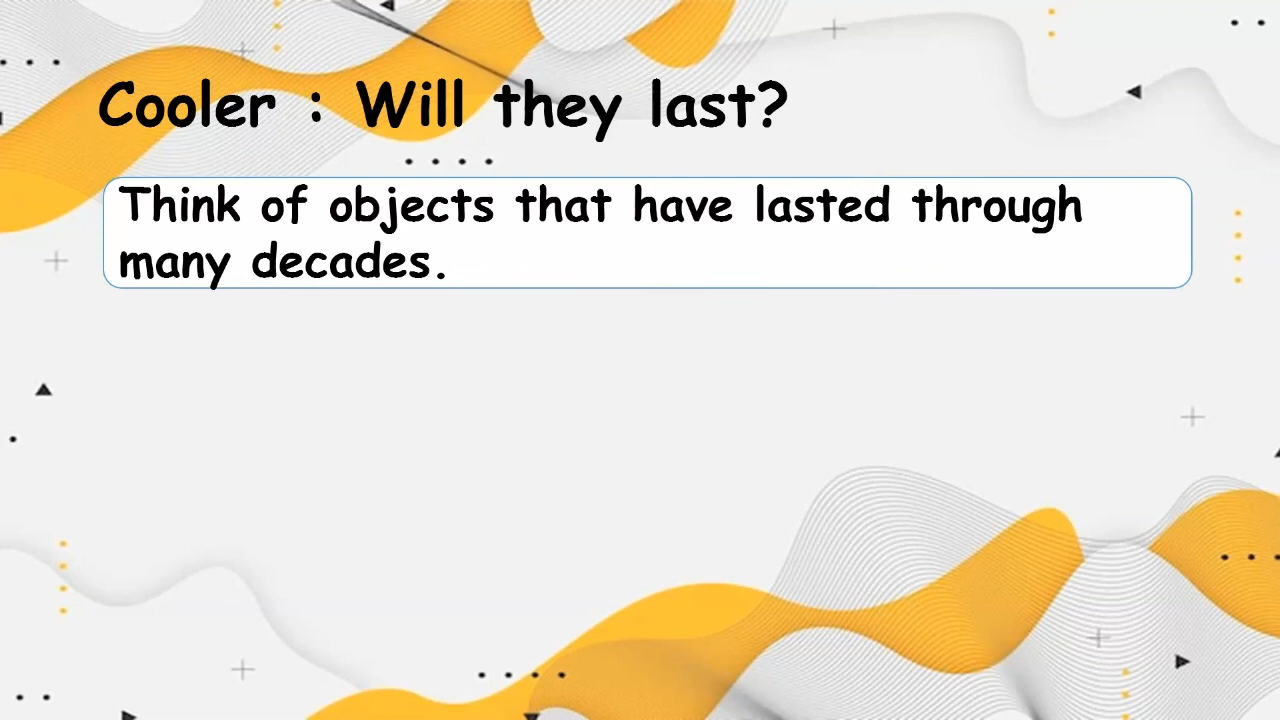 Cooler : Will they last?
Think of objects that have lasted through
many decades.